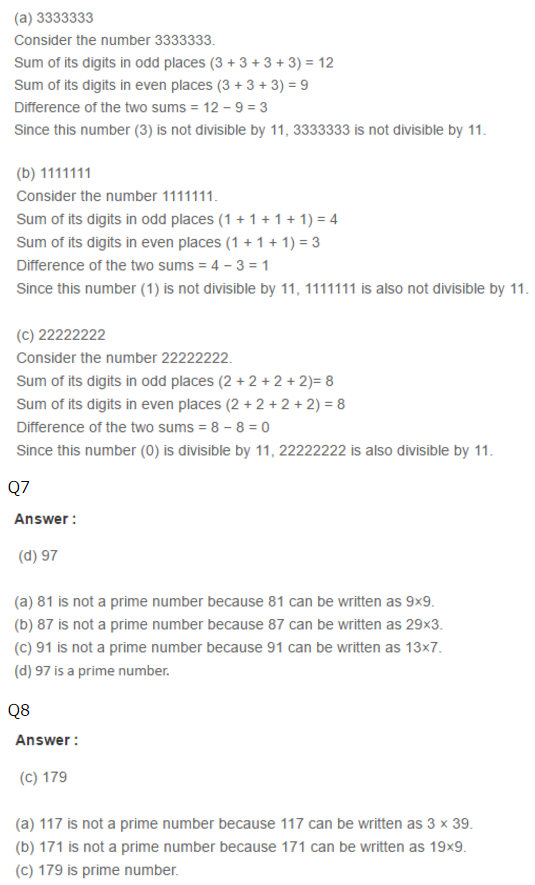 (a) 3333333
Consider the number 3333333.
Sum of its digits in odd places (3 + 3 + 3 + 3) = 12
Sum of its digits in even places (3 + 3 + 3) = 9
Difference of the two sums = 12 − 9 = 3
Since this number (3) is not divisible by 11, 3333333 is not divisible by 11.
(b) 1111111
Consider the number 1111111.
Sum of its digits in odd places (1 + 1 + 1 + 1) = 4
Sum of its digits in even places (1 + 1 + 1) = 3
Difference of the two sums = 4 − 3 = 1
Since this number (1) is not divisible by 11, 1111111 is also not divisible by 11.
(c) 22222222
Consider the number 22222222.
Sum of its digits in odd places (2 + 2 + 2 + 2)= 8
Sum of its digits in even places (2 + 2 + 2 + 2) = 8
Difference of the two sums = 8 − 8 = 0
Since this number (0) is divisible by 11, 22222222 is also divisible by 11.
Q7
Answer :
(d) 97
(a) 81 is not a prime number because 81 can be written as 9×9.
(b) 87 is not a prime number because 87 can be written as 29×3.
(c) 91 is not a prime number because 91 can be written as 13×7.
(d) 97 is a prime number.
Q8
Answer :
(c) 179
(a) 117 is not a prime number because 117 can be written as 3 × 39.
(b) 171 is not a prime number because 171 can be written as 19×9.
(c) 179 is prime number.